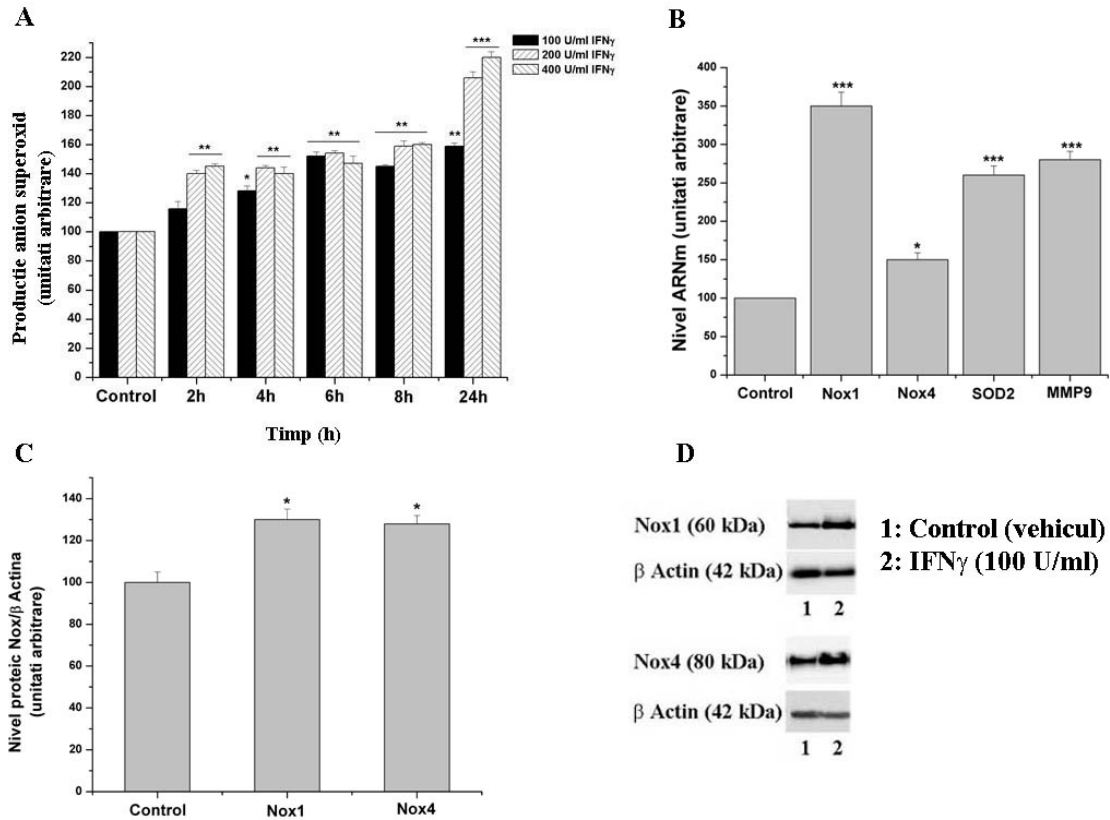 A
Productie anion superoxid
(unitati arbitrare)
220
200
180
160
140
120
100
80
60
40
20
0
**
*
**
**
**
**
***
100 U/ml IFNγ
200 U/ml IFNγ
400 U/ml IFNγ
Control 2h 4h 6h 8h 24h
Timp (h)
B
Nivel ARNm (unitati arbitrare)
400
350
300
250
200
150
100
50
0
***
*
***
***
Control Nox1 Nox4 SOD2 MMP9
C
Nivel proteic Nox/β Actina
(unitati arbitrare)
140
120
100
80
60
40
20
0
*
*
Control Nox1 Nox4
D
Nox1 (60 kDa)
β Actin (42 kDa)
1 2
Nox4 (80 kDa)
β Actin (42 kDa)
1 2
1: Control (vehicul)
2: IFNγ (100 U/ml)